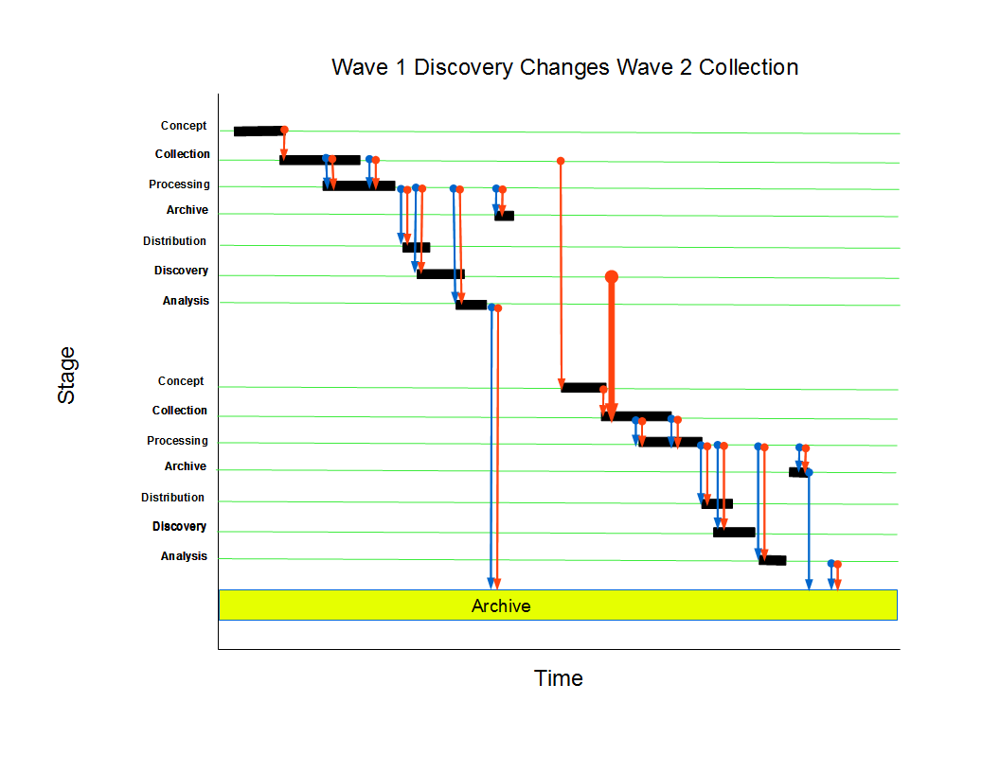 Wave 1 Discovery Changes Wave 2 Collection
Concept
Collection
Processing
Archive
Distribution
Discovery
Analysis
Stage
Concept
Collection
Processing
Archive
Distribution
Discovery
Analysis
Archive
Time